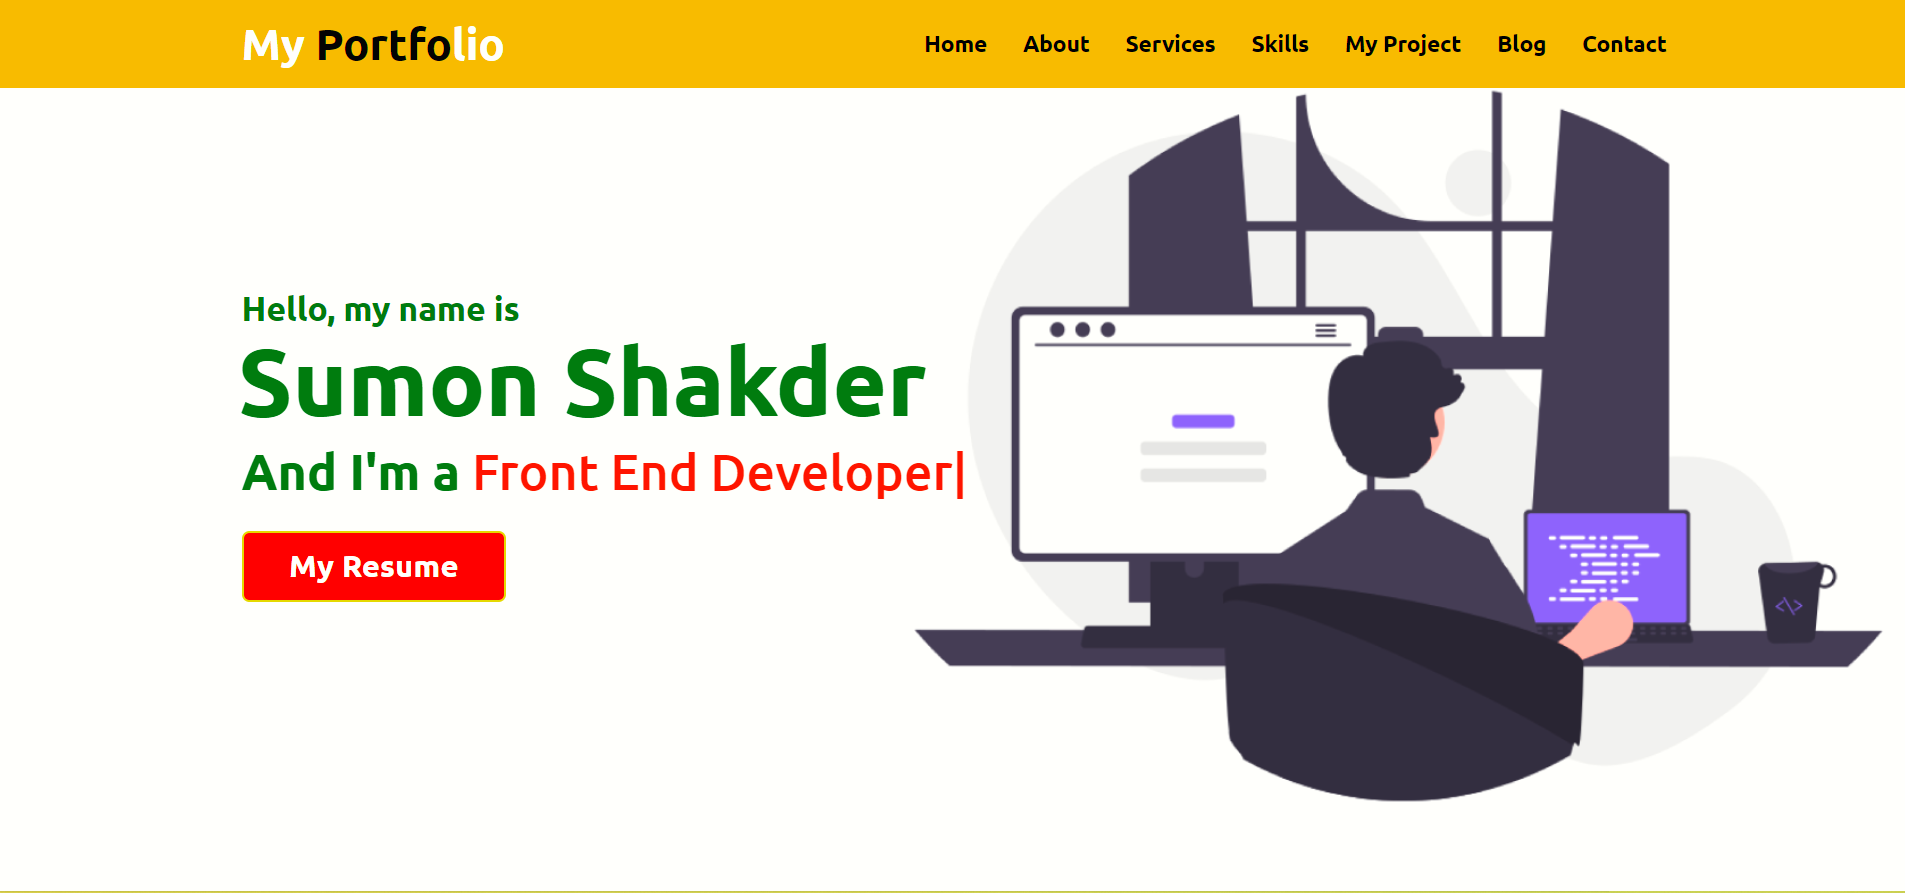 My Portfolio
Home About Services Skills My Project Blog Contact
Hello, my name is
Sumon Shakder
And I'm a Front End Developer|
My Resume
</>